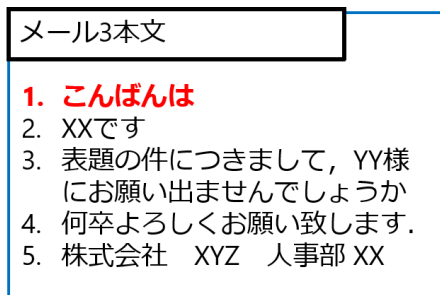 メール3本文
1. こんばんは
2. XXです
3. 表題の件につきまして，YY様
にお願い出ませんでしょうか
4. 何卒よろしくお願い致します．
5. 株式会社　XYZ　人事部 XX